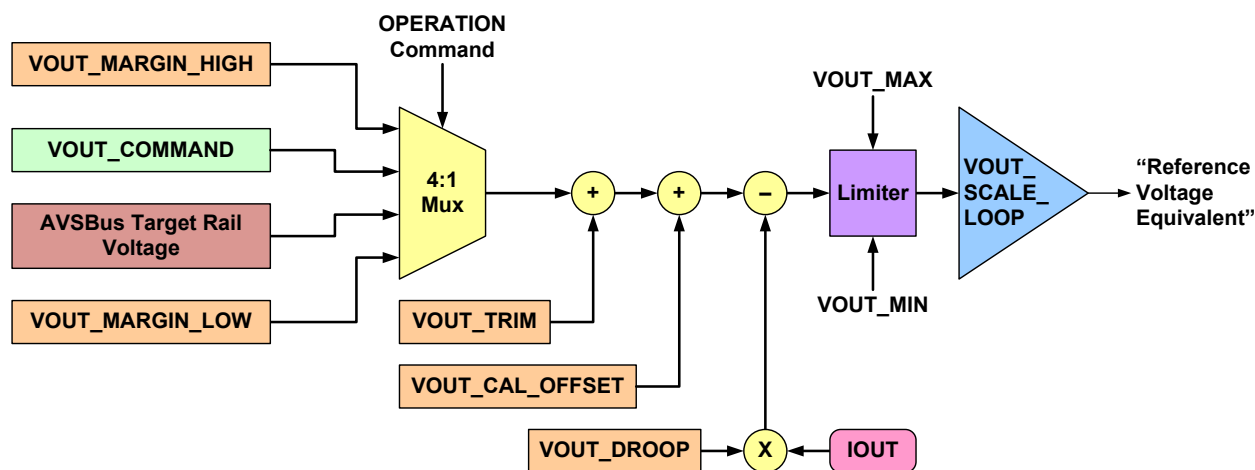 OPERATION
Command
VOUT_MARGIN_HIGH
VOUT_COMMAND
AVSBus Target Rail
Voltage
VOUT_MARGIN_LOW
4:1
Mux
+
+
−
VOUT_TRIM
VOUT_CAL_OFFSET
VOUT_DROOP
X
IOUT
VOUT_MAX
Limiter
VOUT_MIN
VOUT_
SCALE_
LOOP
“Reference
Voltage
Equivalent”